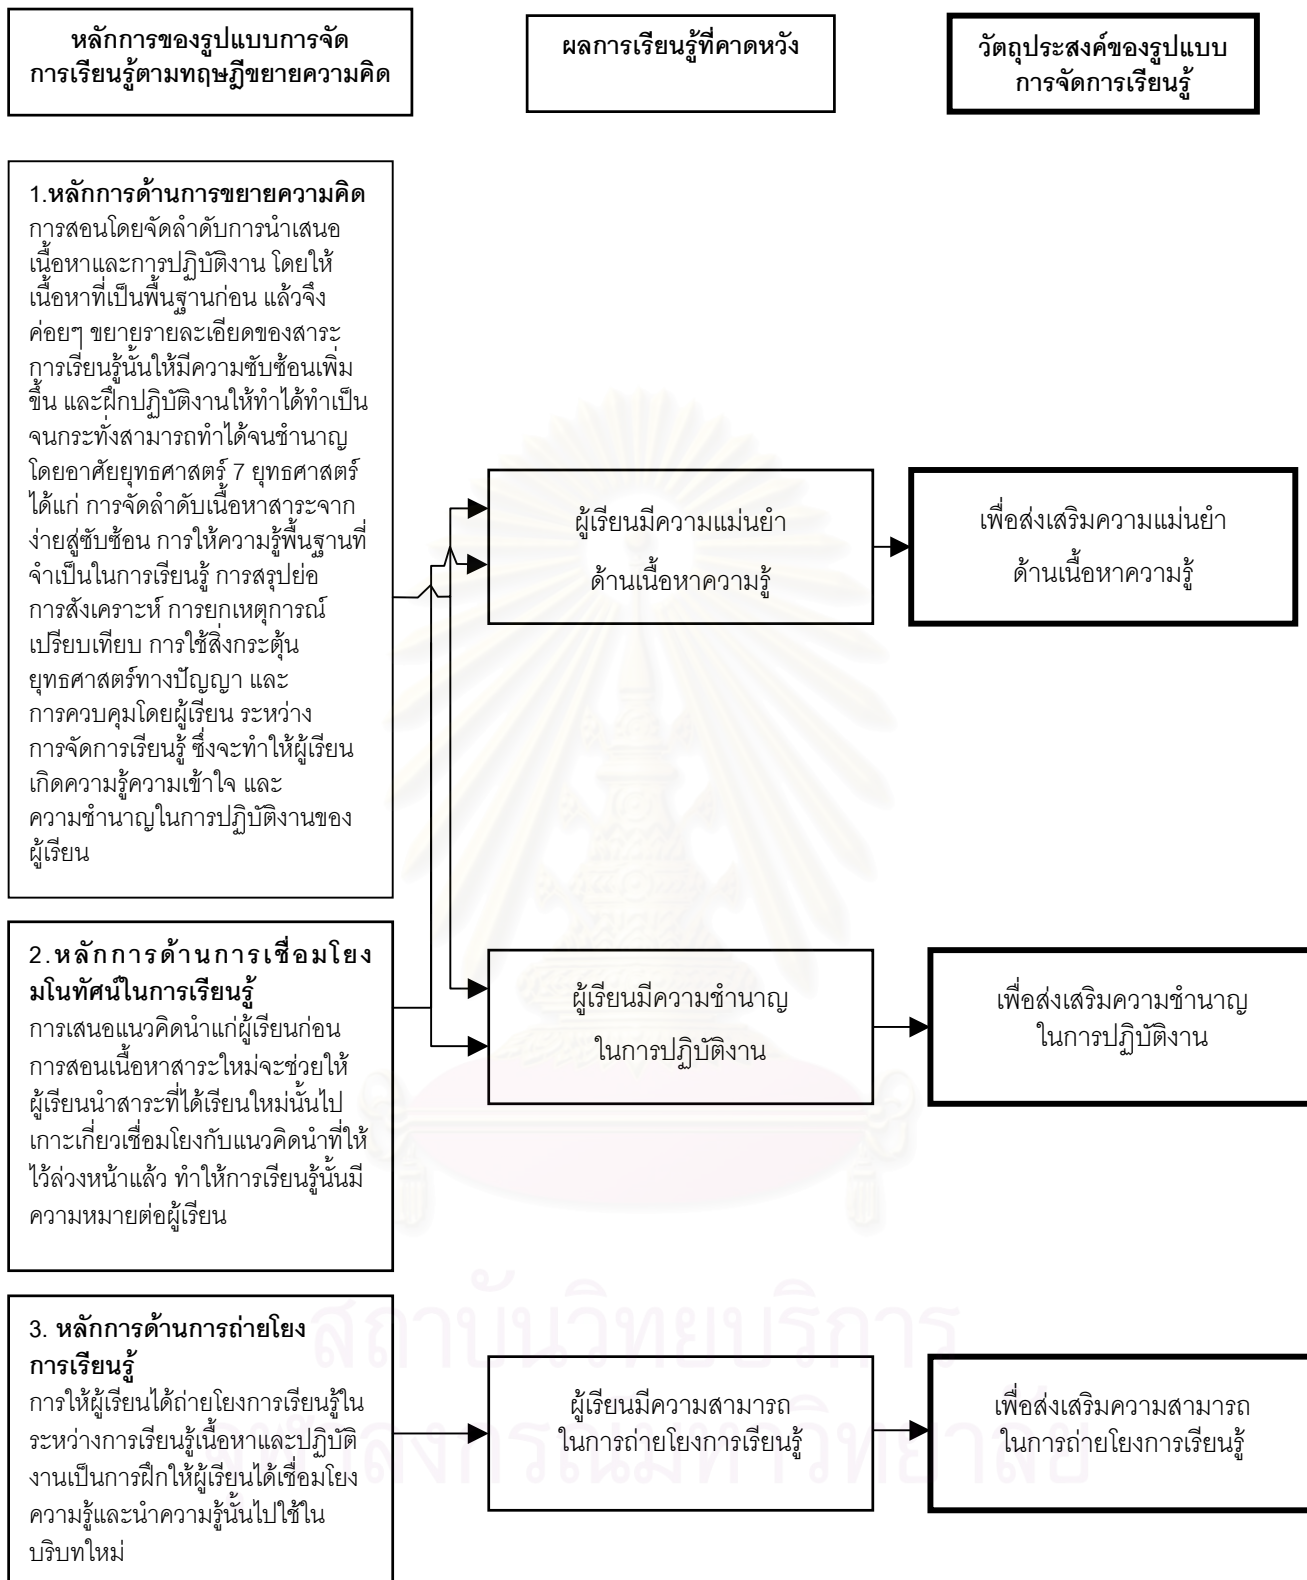 หลักการของรูปแบบการจัด
การเรียนรู้ตามทฤษฎีขยายความคิด
ผลการเรียนรู้ที่คาดหวัง
วัตถุประสงค์ของรูปแบบ
การจัดการเรียนรู้
1.หลักการด้านการขยายความคิด
การสอนโดยจัดลำดับการนำเสนอ
เนื้อหาและการปฏิบัติงาน โดยให้
เนื้อหาที่เป็นพื้นฐานก่อน แล้วจึง
ค่อยๆ ขยายรายละเอียดของสาระ
การเรียนรู้นั้นให้มีความซับซ้อนเพิ่ม
ขึ้น และฝึกปฏิบัติงานให้ทำได้ทำเป็น
จนกระทั่งสามารถทำได้จนชำนาญ
โดยอาศัยยุทธศาสตร์ 7 ยุทธศาสตร์
ได้แก่ การจัดลำดับเนื้อหาสาระจาก
ง่ายสู่ซับซ้อน การให้ความรู้พื้นฐานที่
จำเป็นในการเรียนรู้ การสรุปย่อ
การสังเคราะห์ การยกเหตุการณ์
เปรียบเทียบ การใช้สิ่งกระตุ้น
ยุทธศาสตร์ทางปัญญา และ
การควบคุมโดยผู้เรียน ระหว่าง
การจัดการเรียนรู้ ซึ่งจะทำให้ผู้เรียน
เกิดความรู้ความเข้าใจ และ
ความชำนาญในการปฏิบัติงานของ
ผู้เรียน
ผู้เรียนมีความแม่นยำ
ด้านเนื้อหาความรู้
เพื่อส่งเสริมความแม่นยำ
ด้านเนื้อหาความรู้
2.หลักการด้านการเชื่อมโยง
มโนทัศน์ในการเรียนรู้
การเสนอแนวคิดนำแก่ผู้เรียนก่อน
การสอนเนื้อหาสาระใหม่จะช่วยให้
ผู้เรียนนำสาระที่ได้เรียนใหม่นั้นไป
เกาะเกี่ยวเชื่อมโยงกับแนวคิดนำที่ให้
ไว้ล่วงหน้าแล้ว ทำให้การเรียนรู้นั้นมี
ความหมายต่อผู้เรียน
ผู้เรียนมีความชำนาญ
ในการปฏิบัติงาน
เพื่อส่งเสริมความชำนาญ
ในการปฏิบัติงาน
3. หลักการด้านการถ่ายโยง
การเรียนรู้
การให้ผู้เรียนได้ถ่ายโยงการเรียนรู้ใน
ระหว่างการเรียนรู้เนื้อหาและปฏิบัติ
งานเป็นการฝึกให้ผู้เรียนได้เชื่อมโยง
ความรู้และนำความรู้นั้นไปใช้ใน
บริบทใหม่
ผู้เรียนมีความสามารถ
ในการถ่ายโยงการเรียนรู้
เพื่อส่งเสริมความสามารถ
ในการถ่ายโยงการเรียนรู้
สถาบันวิทยบริการ
จุฬาลงกรณ์มหาวิทยาลัย